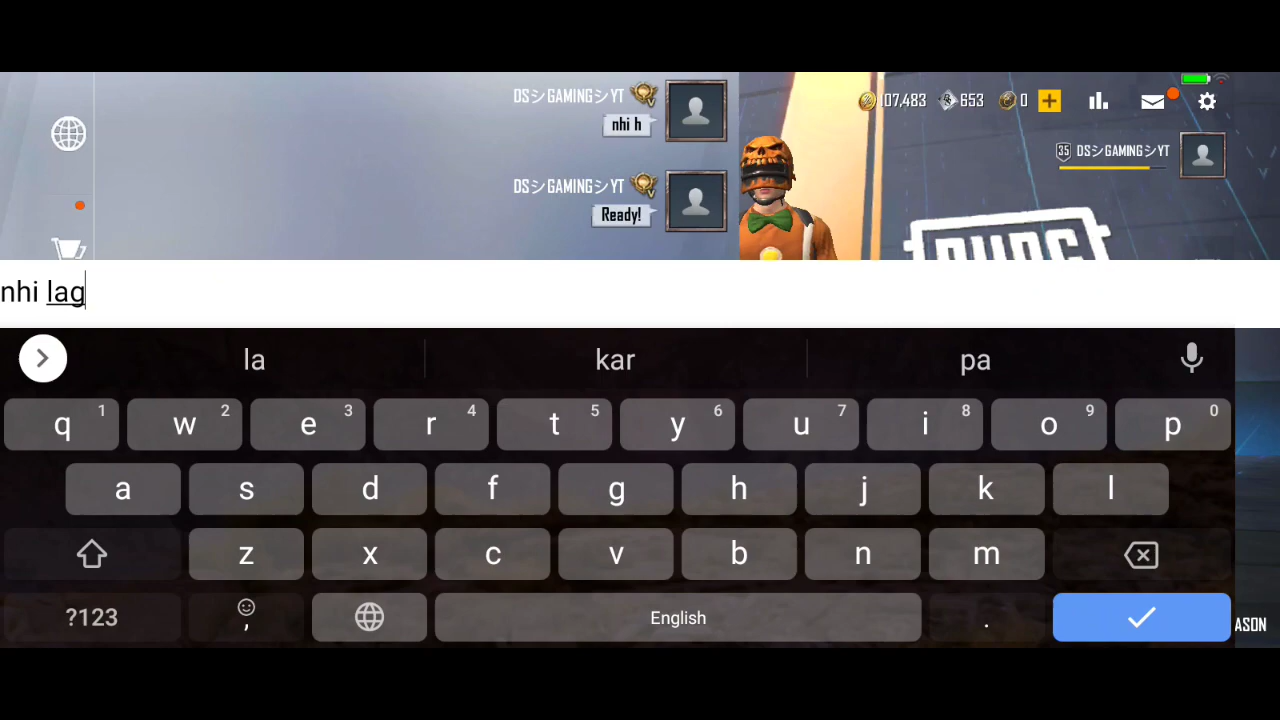 DSシGAMINGシYT
nhi h
DSシGAMINGシYT
Ready!
107,483
653
0
35 DSシGAMINGシYT
PUBG
nhi lag
la kar pa
q 1 w 2 e 3 r 4 t 5 y 6 u 7 i 8 o 9 p 0
a s d f g h j k l
z x c v b n m
?123 , English .
ASON